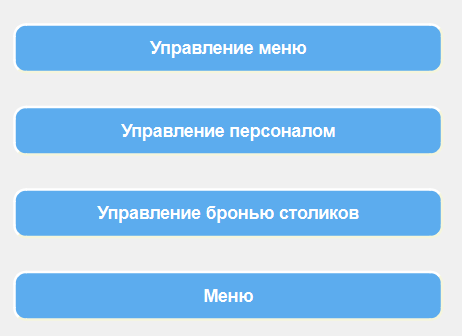 Управление меню
Управление персоналом
Управление бронью столиков
Меню